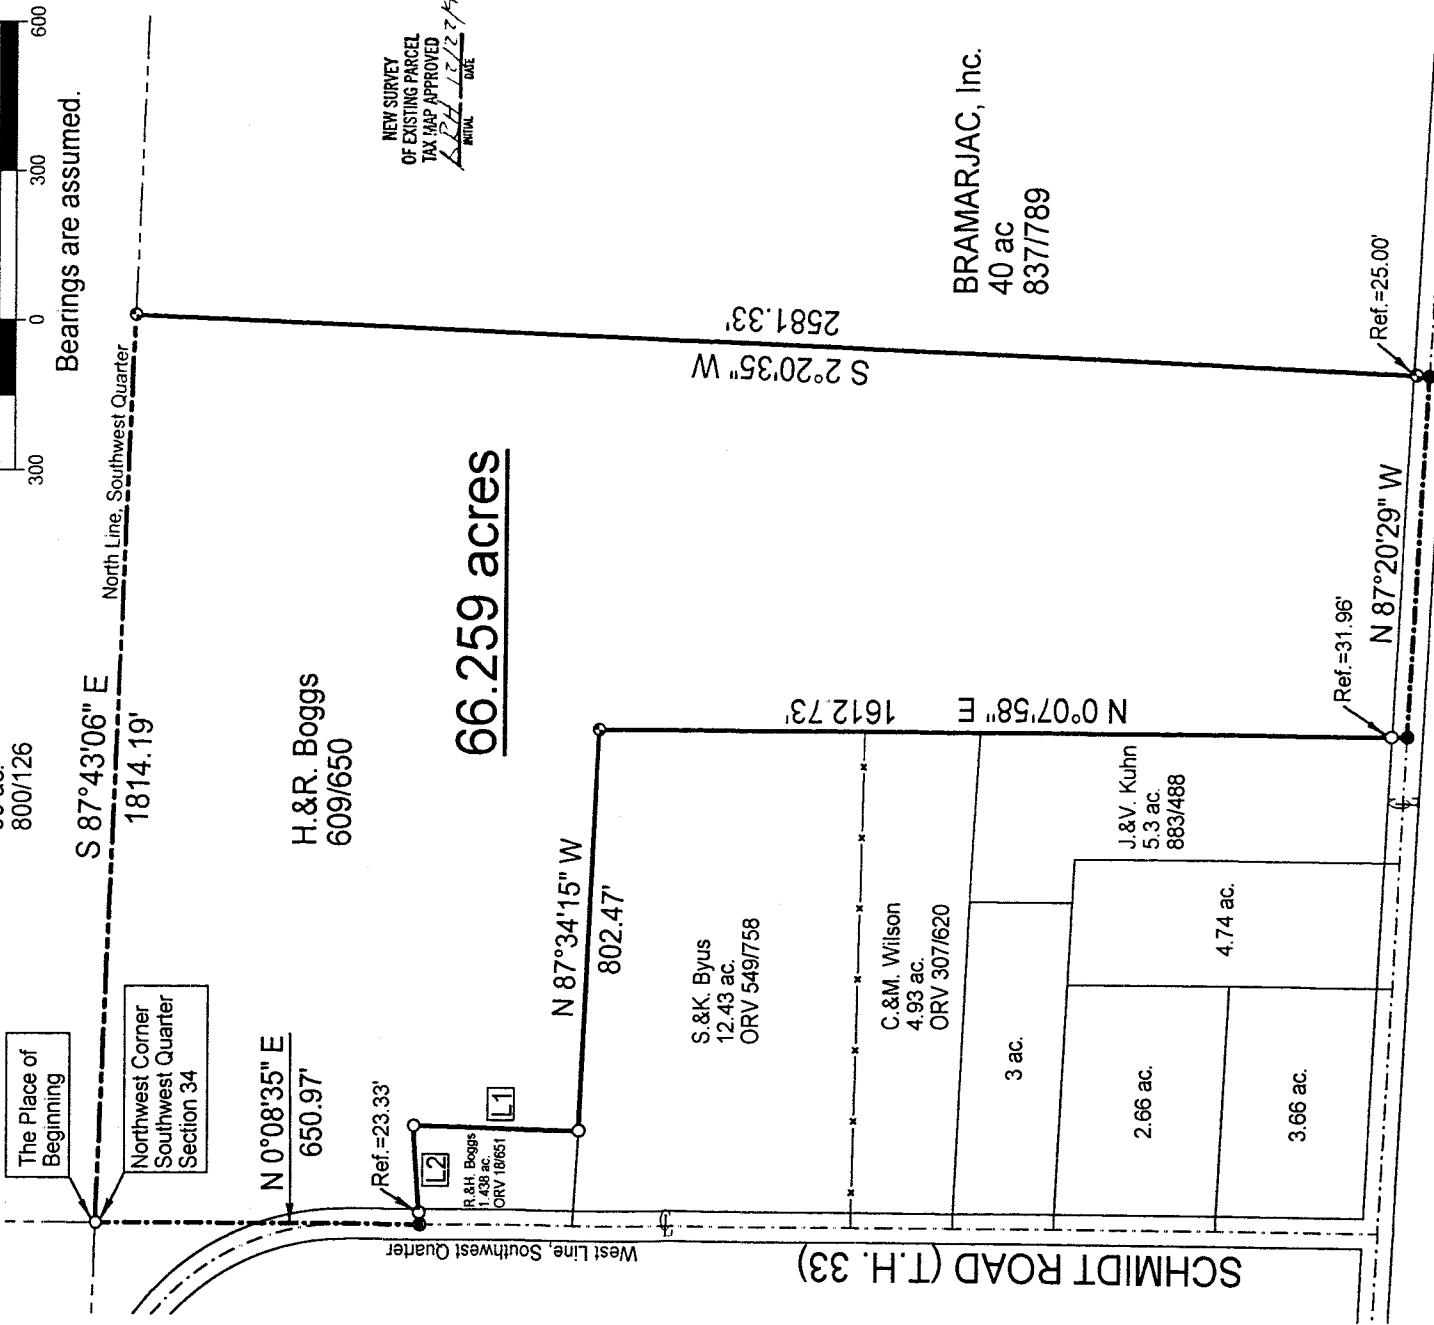 300
0
300
600
Bearings are assumed.
NEW SURVEY
OF EXISTING PARCEL
TAX MAP APPROVED
INITIAL DATE
800/126
S 87°43'06" E
1814.19'
North Line, Southwest Quarter
The Place of
Beginning
Northwest Corner
Southwest Quarter
Section 34
N 0°08'35" E
650.97'
Ref.=23.33'
H.&R. Boggs
609/650
66.259 acres
S 2°20'35" W
2581.33'
BRAMARJAC, Inc.
40 ac
837/789
L1
L2
R.&H. Boggs
1.438 ac.
ORV 18/651
N 87°34'15" W
802.47'
N 0°07'58" E 1612.73'
S.&K. Byus
12.43 ac.
ORV 549/758
C.&M. Wilson
4.93 ac.
ORV 307/620
3 ac.
J.&V. Kuhn
5.3 ac.
883/488
4.74 ac.
2.66 ac.
3.66 ac.
West Line, Southwest Quarter
SCHMIDT ROAD (T.H. 33)
Ref.=31.96'
N 87°20'29" W
Ref.=25.00'